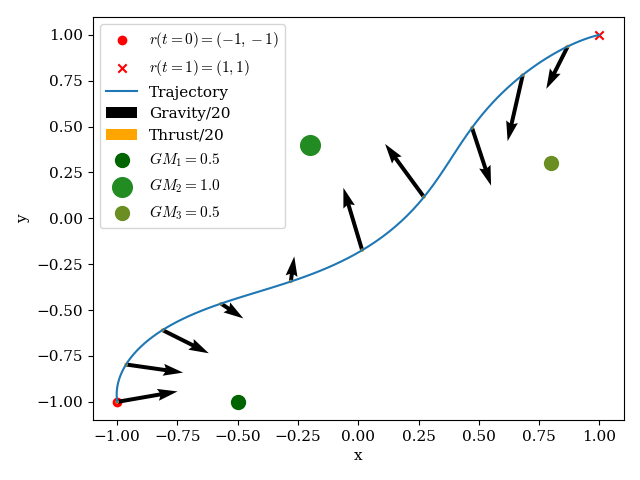 r(t=0)=(−1,−1)
r(t=1)=(1,1)
Trajectory
Gravity/20
Thrust/20
GM₁=0.5
GM₂=1.0
GM₃=0.5
y
1.00
0.75
0.50
0.25
0.00
−0.25
−0.50
−0.75
−1.00
−1.00 −0.75 −0.50 −0.25 0.00 0.25 0.50 0.75 1.00
x